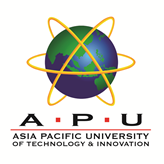 A · P · U
ASIA PACIFIC UNIVERSITY
OF TECHNOLOGY & INNOVATION